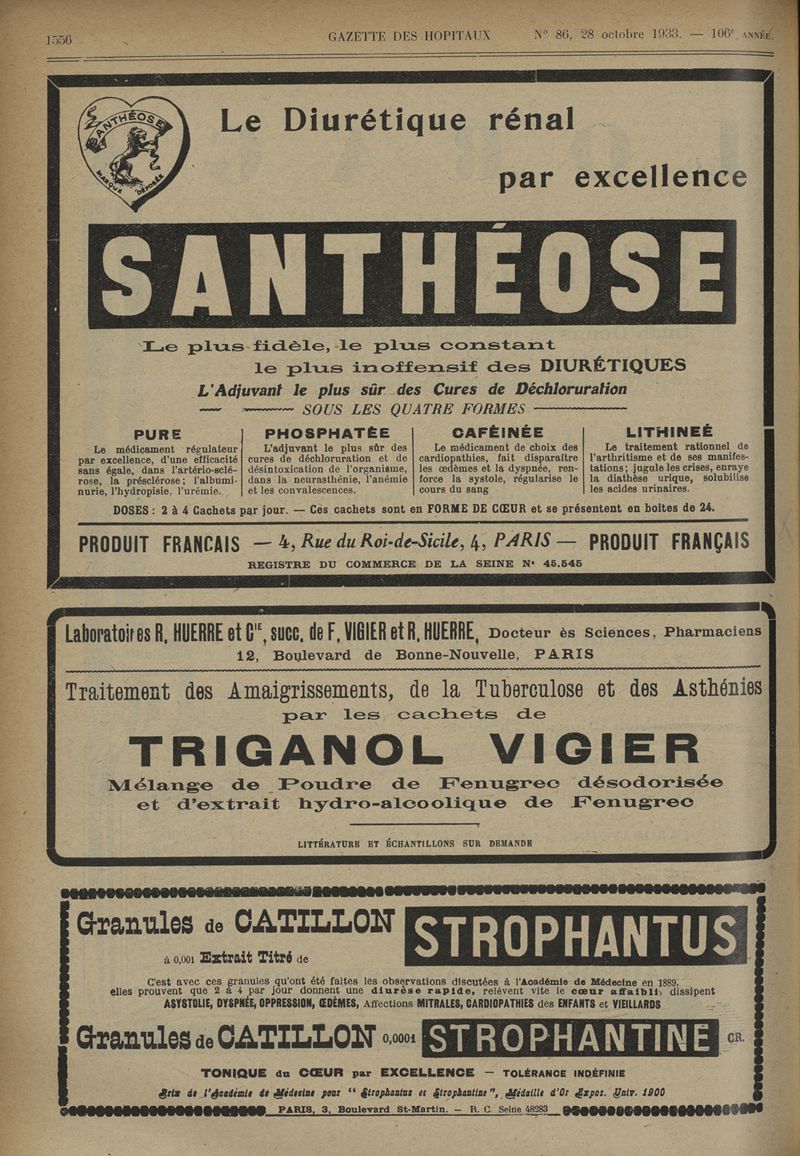 1556
GAZETTE DES HOPITAUX
N° 86, 28 octobre 1933. — 106e ANNÉE.
SANTHÉOSE
MARQUE DÉPOSÉE
Le Diurétique rénal
par excellence
SANTHÉOSE
Le plus fidèle, le plus constant
le plus inoffensif des DIURÉTIQUES
L'Adjuvant le plus sûr des Cures de Déchloruration
SOUS LES QUATRE FORMES
PURE
Le médicament régulateur
par excellence, d'une efficacité
sans égale, dans l'artério-sclé-
rose, la présclérose; l'albumi-
nurie, l'hydropisie, l'urémie.
PHOSPHATÉE
L'adjuvant le plus sûr des
cures de déchloruration et de
désintoxication de l'organisme,
dans la neurasthénie, l'anémie
et les convalescences.
CAFÉINÉE
Le médicament de choix des
cardiopathies, fait disparaître
les œdèmes et la dyspnée, ren-
force la systole, régularise le
cours du sang
LITHINEÉ
Le traitement rationnel de
l'arthritisme et de ses manifes-
tations; jugule les crises, enraye
la diathèse urique, solubilise
les acides urinaires.
DOSES : 2 à 4 Cachets par jour. — Ces cachets sont en FORME DE CŒUR et se présentent en boites de 24.
PRODUIT FRANCAIS — 4, Rue du Roi-de-Sicile, 4, PARIS — PRODUIT FRANÇAIS
REGISTRE DU COMMERCE DE LA SEINE N° 45.545
Laboratoires R. HUERRE et Cie, succ. de F. VIGIER et R. HUERRE, Docteur ès Sciences, Pharmaciens
12, Boulevard de Bonne-Nouvelle, PARIS
Traitement des Amaigrissements, de la Tuberculose et des Asthénies
par les cachets de
TRIGANOL VIGIER
Mélange de Poudre de Fenugrec désodorisée
et d'extrait hydro-alcoolique de Fenugrec
LITTÉRATURE ET ÉCHANTILLONS SUR DEMANDE
Granules de CATILLON
à 0,001 Extrait Titré de
STROPHANTUS
C'est avec ces granules qu'ont été faites les observations discutées à l'Académie de Médecine en 1889.
elles prouvent que 2 à 4 par jour donnent une diurèse rapide, relèvent vite le cœur affaibli, dissipent
ASYSTOLIE, DYSPNÉE, OPPRESSION, ŒDÈMES, Affections MITRALES, CARDIOPATHIES des ENFANTS et VIEILLARDS
Granules de CATILLON 0,0001 STROPHANTINE CR.
TONIQUE du CŒUR par EXCELLENCE — TOLÉRANCE INDÉFINIE
Prix de l'Académie de Médecine pour "Strophantus et Strophantine", Médaille d'Or Expos. Univ. 1900
PARIS, 3, Boulevard St-Martin. — R. C. Seine 48283